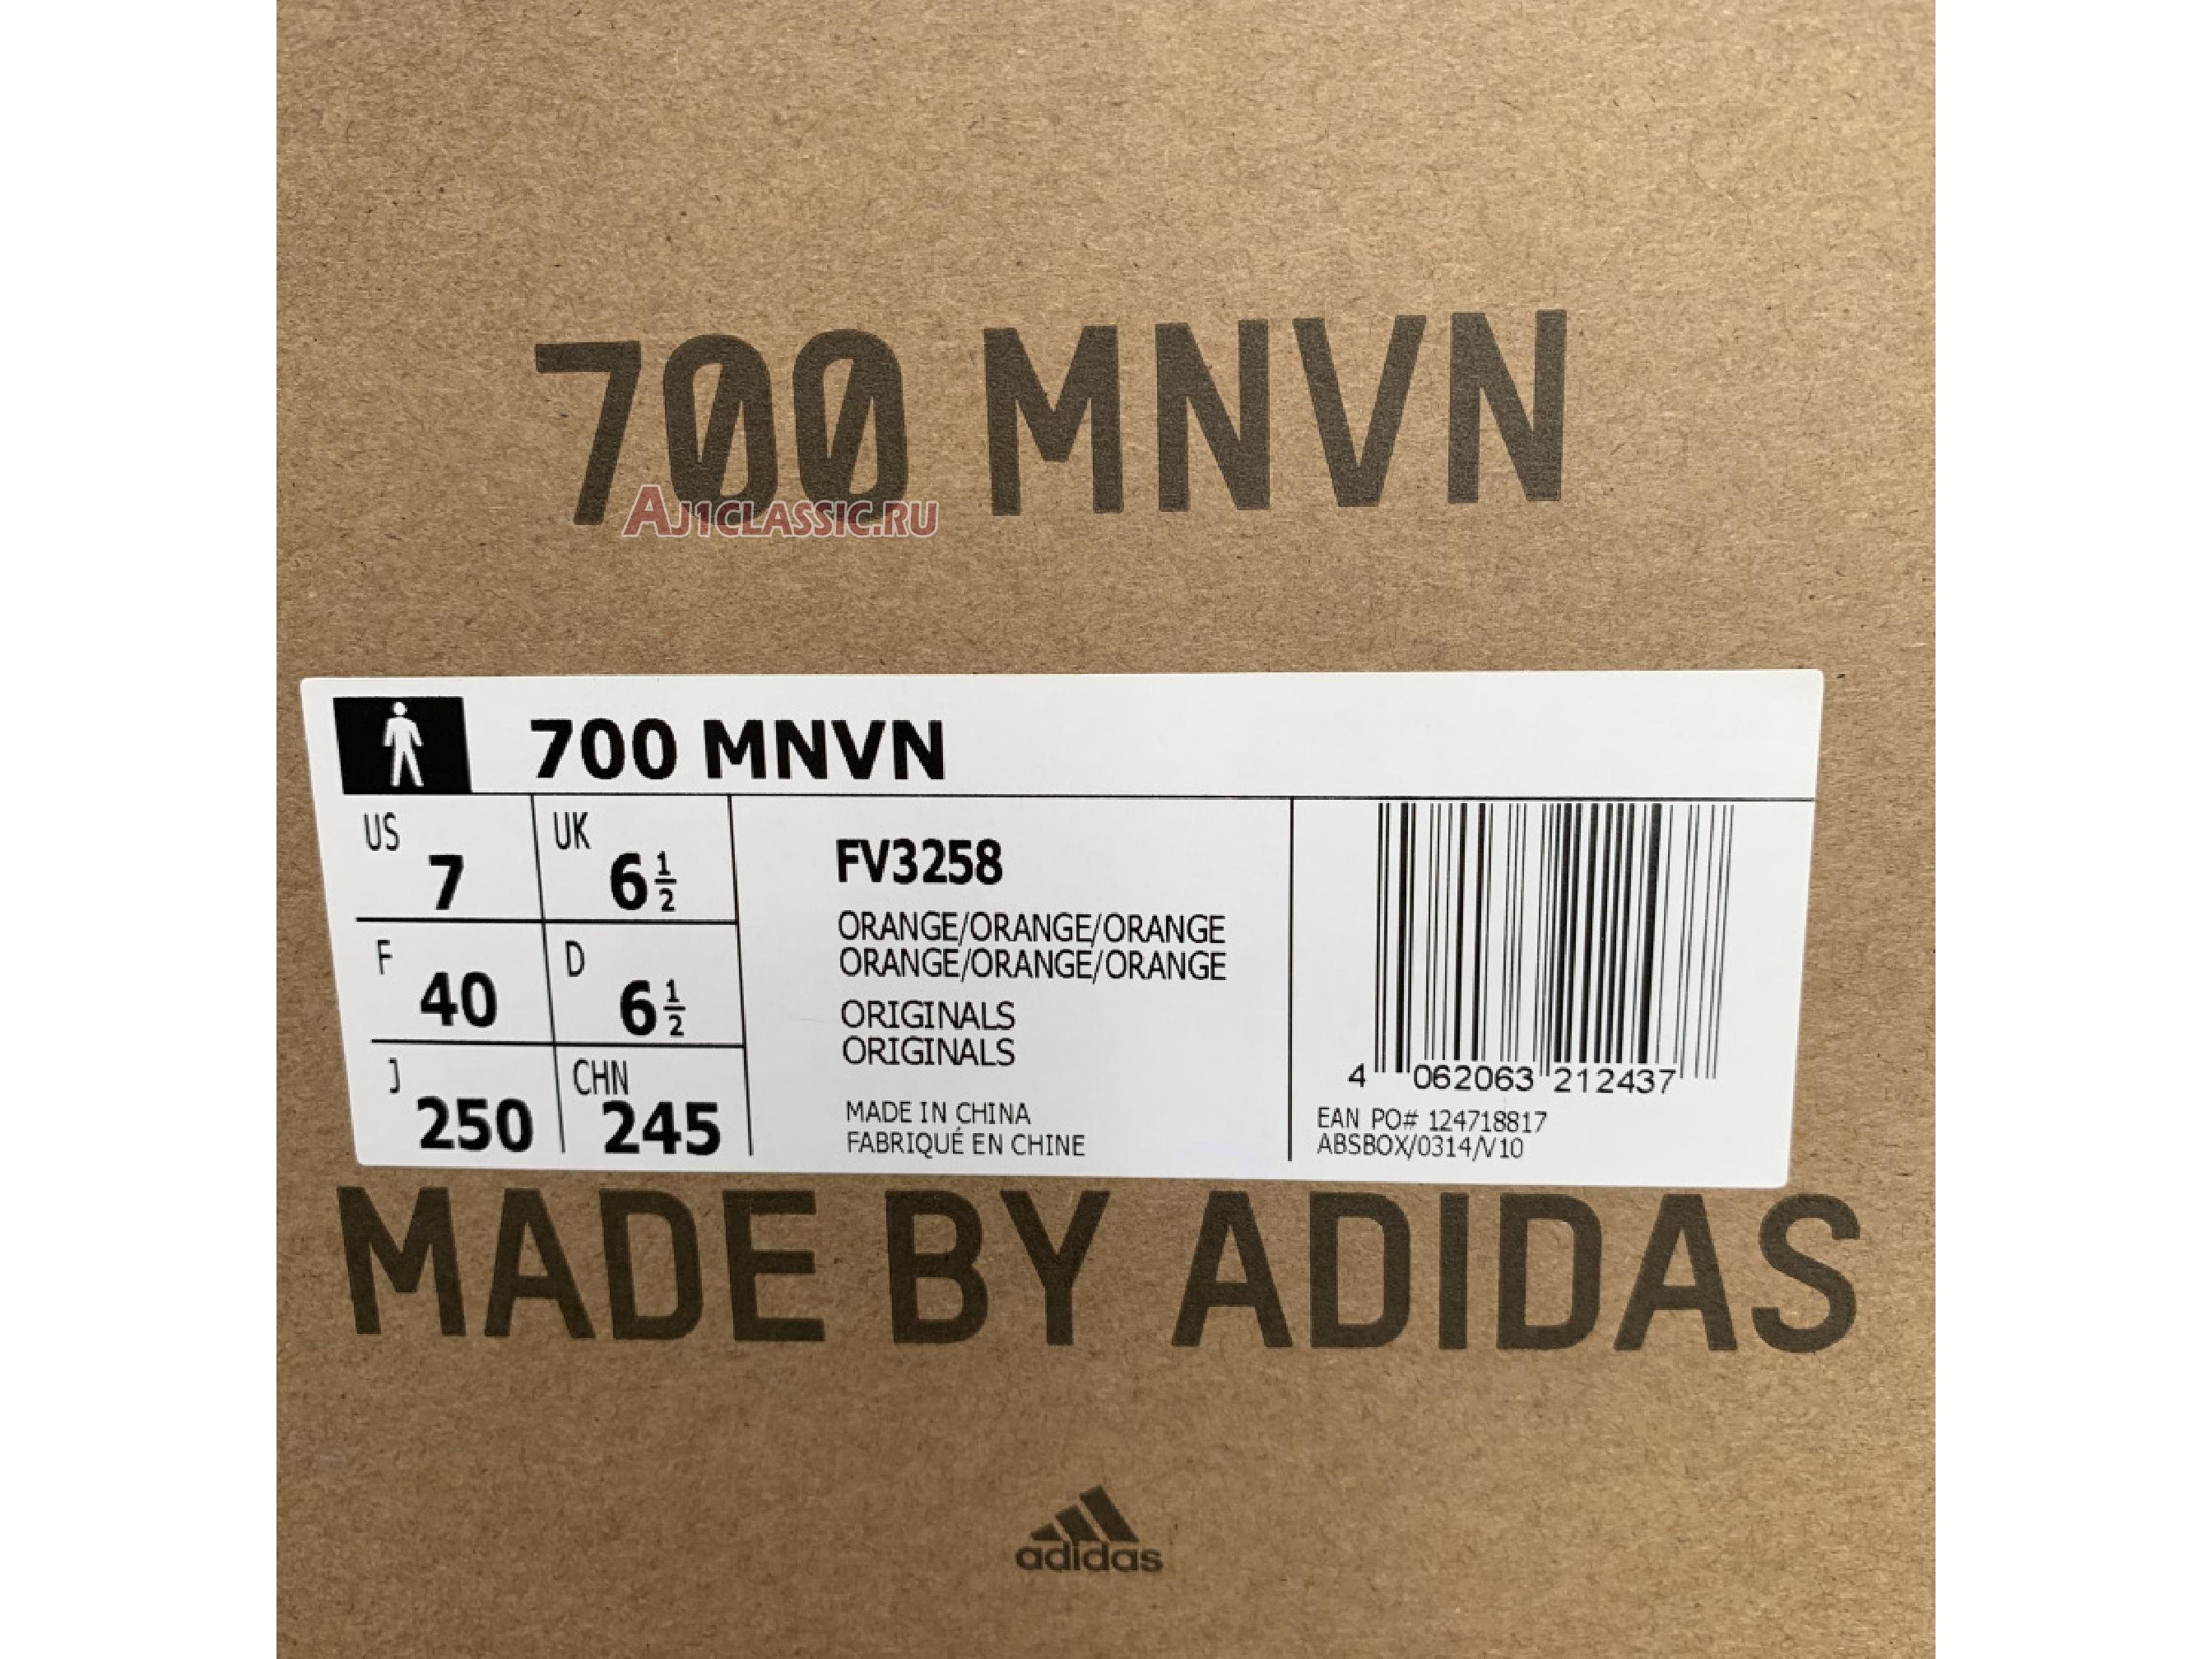 700 MNVN
AJ1CLASSIC.RU
700 MNVN
US 7 UK 6 1/2
F 40 D 6 1/2
J 250 CHN 245
FV3258
ORANGE/ORANGE/ORANGE
ORANGE/ORANGE/ORANGE
ORIGINALS
ORIGINALS
MADE IN CHINA
FABRIQUÉ EN CHINE
4 062063 212437
EAN PO# 124718817
ABSBOX/0314/V10
MADE BY ADIDAS
adidas